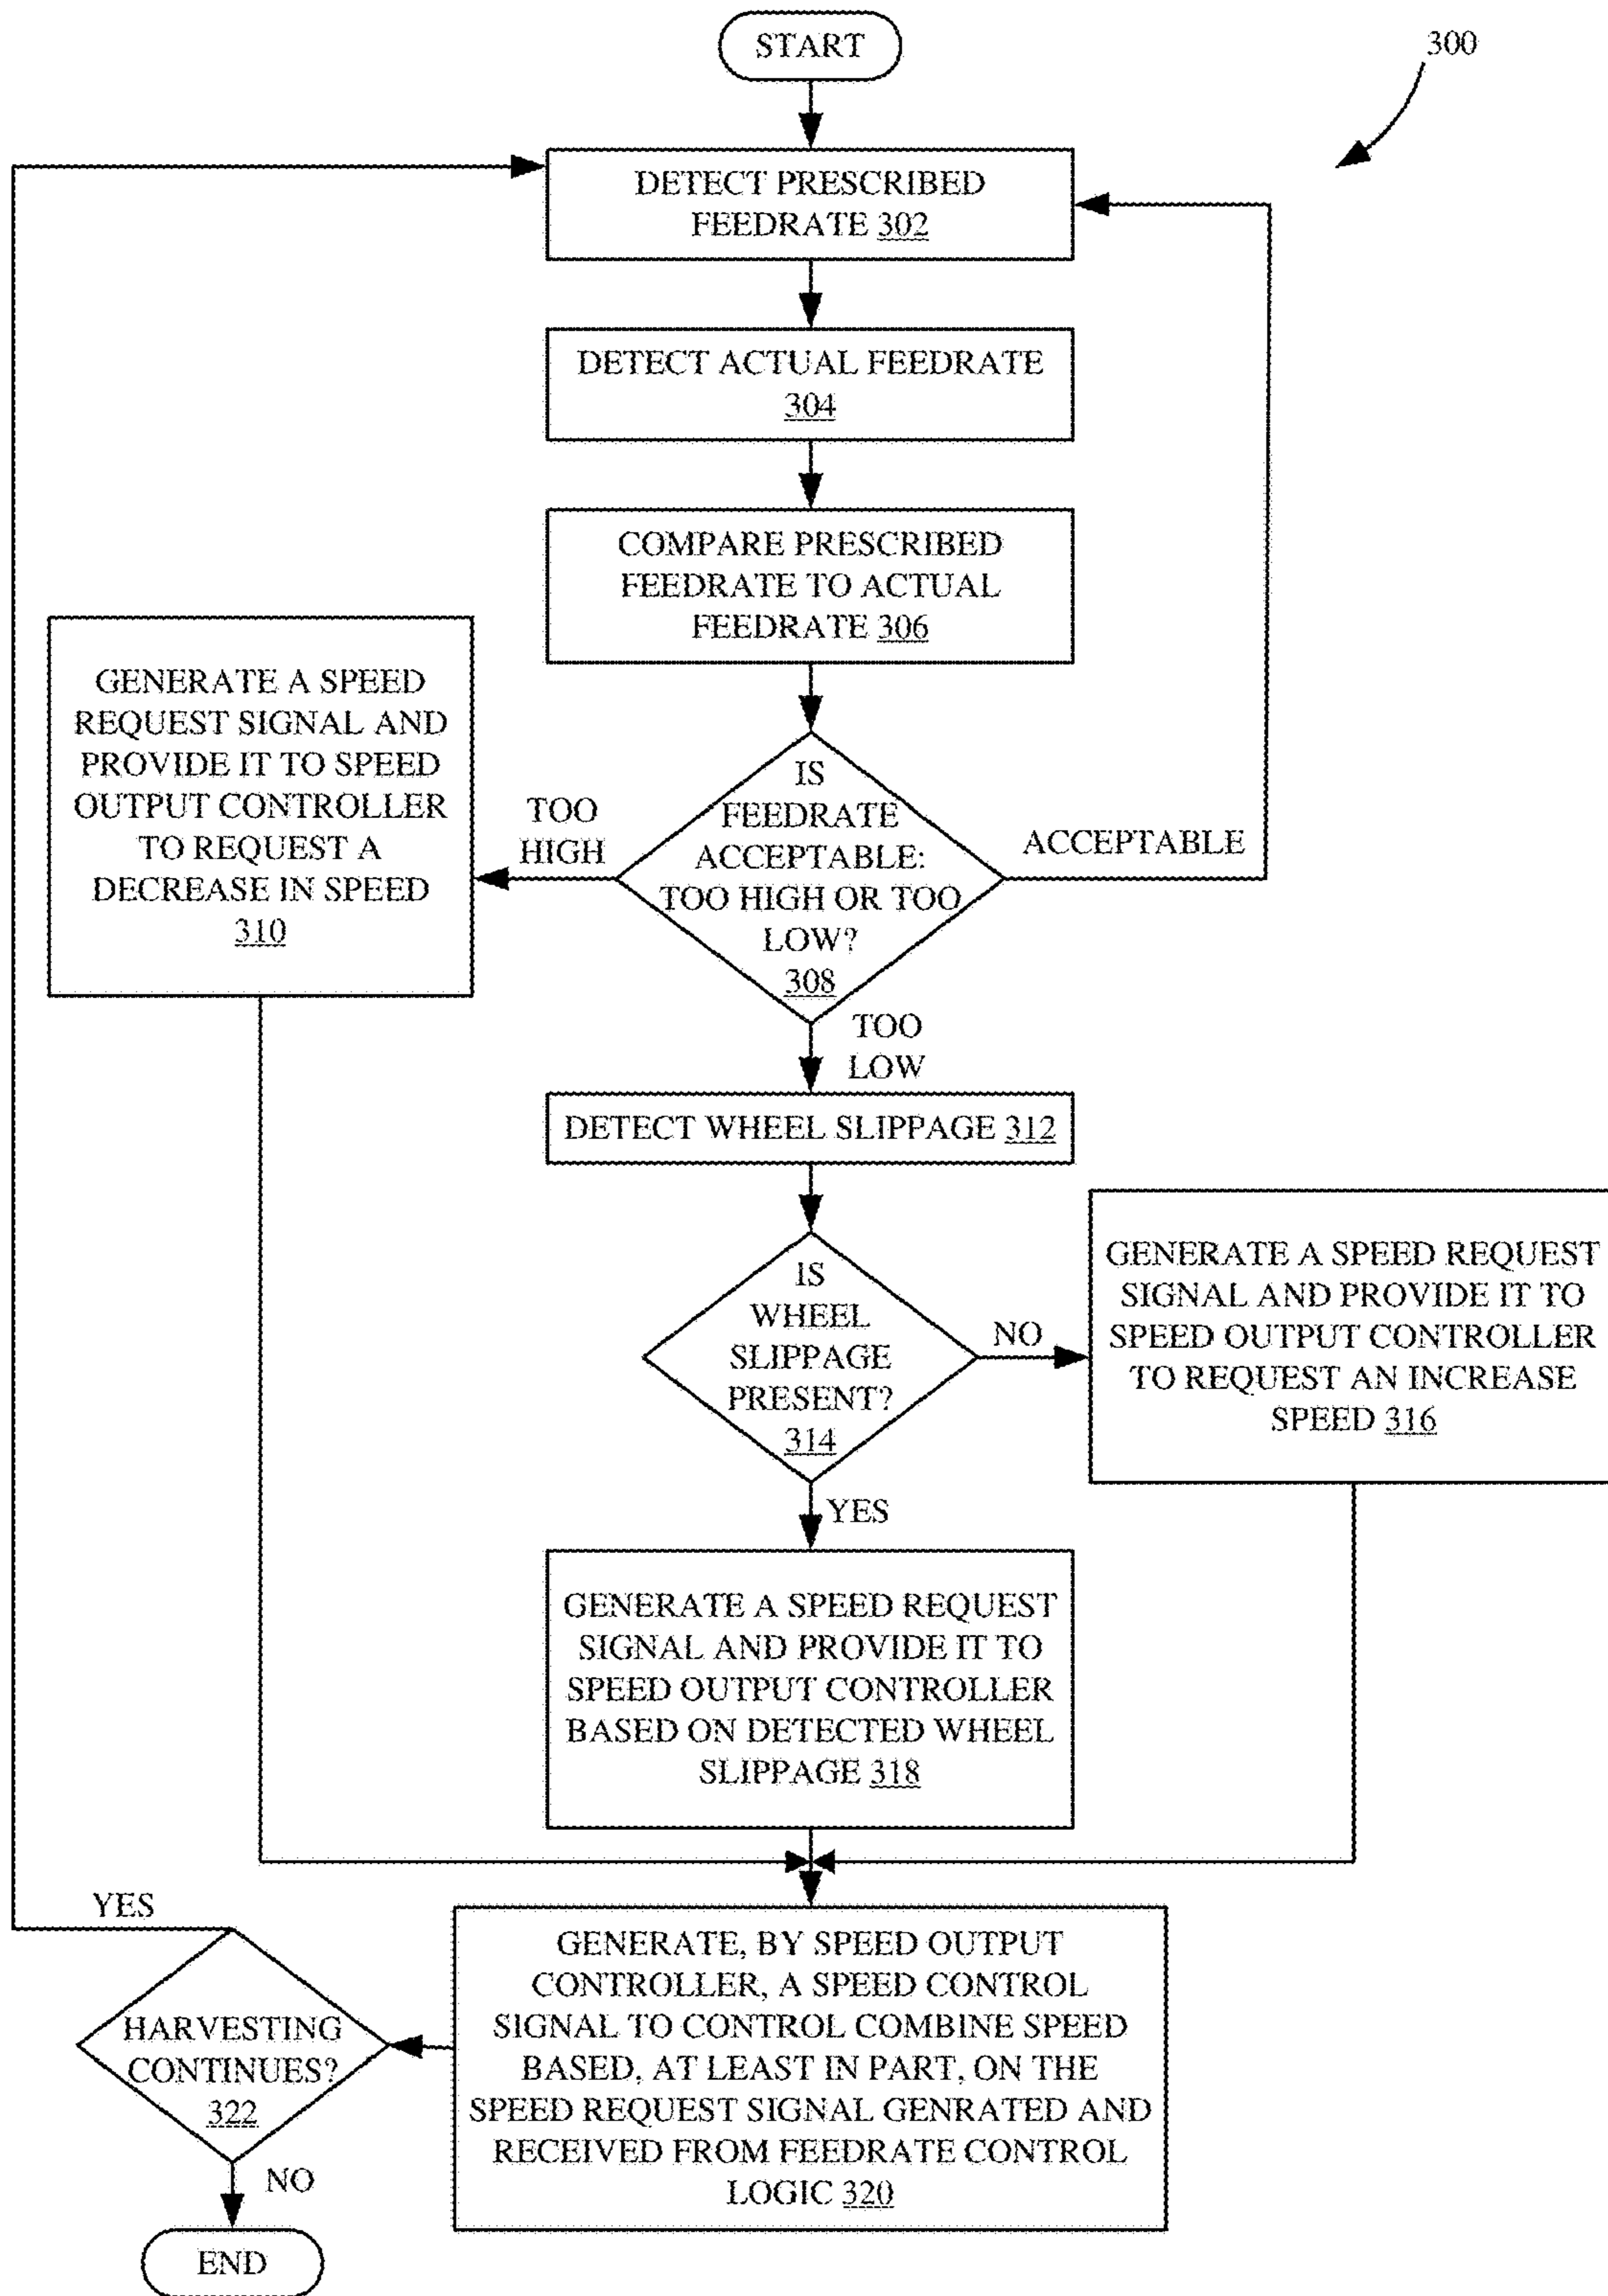 START
300
DETECT PRESCRIBED
FEEDRATE 302
DETECT ACTUAL FEEDRATE
304
COMPARE PRESCRIBED
FEEDRATE TO ACTUAL
FEEDRATE 306
GENERATE A SPEED
REQUEST SIGNAL AND
PROVIDE IT TO SPEED
OUTPUT CONTROLLER
TO REQUEST A
DECREASE IN SPEED
310
TOO
HIGH
IS
FEEDRATE
ACCEPTABLE:
TOO HIGH OR TOO
LOW?
308
ACCEPTABLE
TOO
LOW
DETECT WHEEL SLIPPAGE 312
IS
WHEEL
SLIPPAGE
PRESENT?
314
NO
GENERATE A SPEED REQUEST
SIGNAL AND PROVIDE IT TO
SPEED OUTPUT CONTROLLER
TO REQUEST AN INCREASE
SPEED 316
YES
GENERATE A SPEED REQUEST
SIGNAL AND PROVIDE IT TO
SPEED OUTPUT CONTROLLER
BASED ON DETECTED WHEEL
SLIPPAGE 318
YES
GENERATE, BY SPEED OUTPUT
CONTROLLER, A SPEED CONTROL
SIGNAL TO CONTROL COMBINE SPEED
BASED, AT LEAST IN PART, ON THE
SPEED REQUEST SIGNAL GENRATED AND
RECEIVED FROM FEEDRATE CONTROL
LOGIC 320
HARVESTING
CONTINUES?
322
NO
END